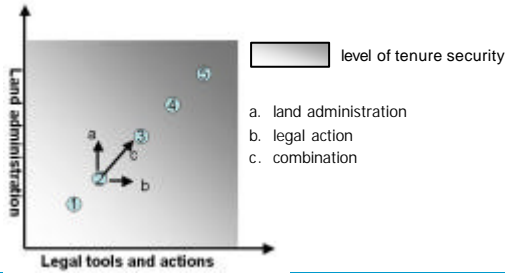 Land administration
5
4
3
a
c
2
b
1
Legal tools and actions
level of tenure security
a. land administration
b. legal action
c. combination